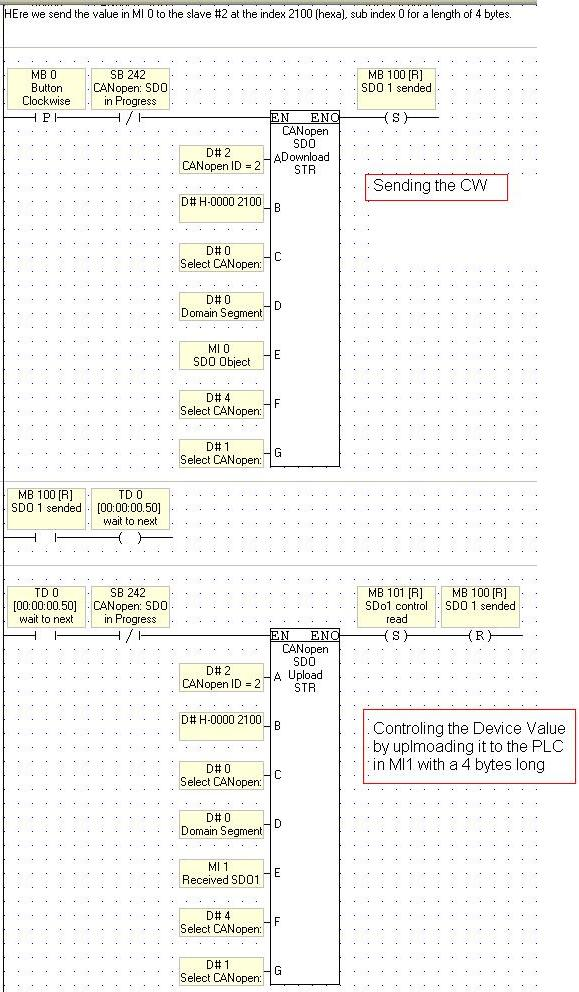 HEre we send the value in MI 0 to the slave #2 at the index 2100 (hexa), sub index 0 for a length of 4 bytes.
MB 0
Button
Clockwise
SB 242
CANopen: SDO
in Progress
MB 100 [R]
SDO 1 sended
P
/
(S)
EN ENO
CANopen
SDO
Download
STR
D# 2
CANopen ID = 2
A
D# H-0000 2100
B
D# 0
Select CANopen:
C
D# 0
Domain Segment
D
MI 0
SDO Object
E
D# 4
Select CANopen:
F
D# 1
Select CANopen:
G
Sending the CW
MB 100 [R]
SDO 1 sended
TD 0
[00:00:00.50]
wait to next
( )
TD 0
[00:00:00.50]
wait to next
SB 242
CANopen: SDO
in Progress
MB 101 [R]
SDo1 control
read
MB 100 [R]
SDO 1 sended
/
(S)
(R)
EN ENO
CANopen
SDO
Upload
STR
D# 2
CANopen ID = 2
A
D# H-0000 2100
B
D# 0
Select CANopen:
C
D# 0
Domain Segment
D
MI 1
Received SDO1
E
D# 4
Select CANopen:
F
D# 1
Select CANopen:
G
Controling the Device Value
by uplmoading it to the PLC
in MI1 with a 4 bytes long